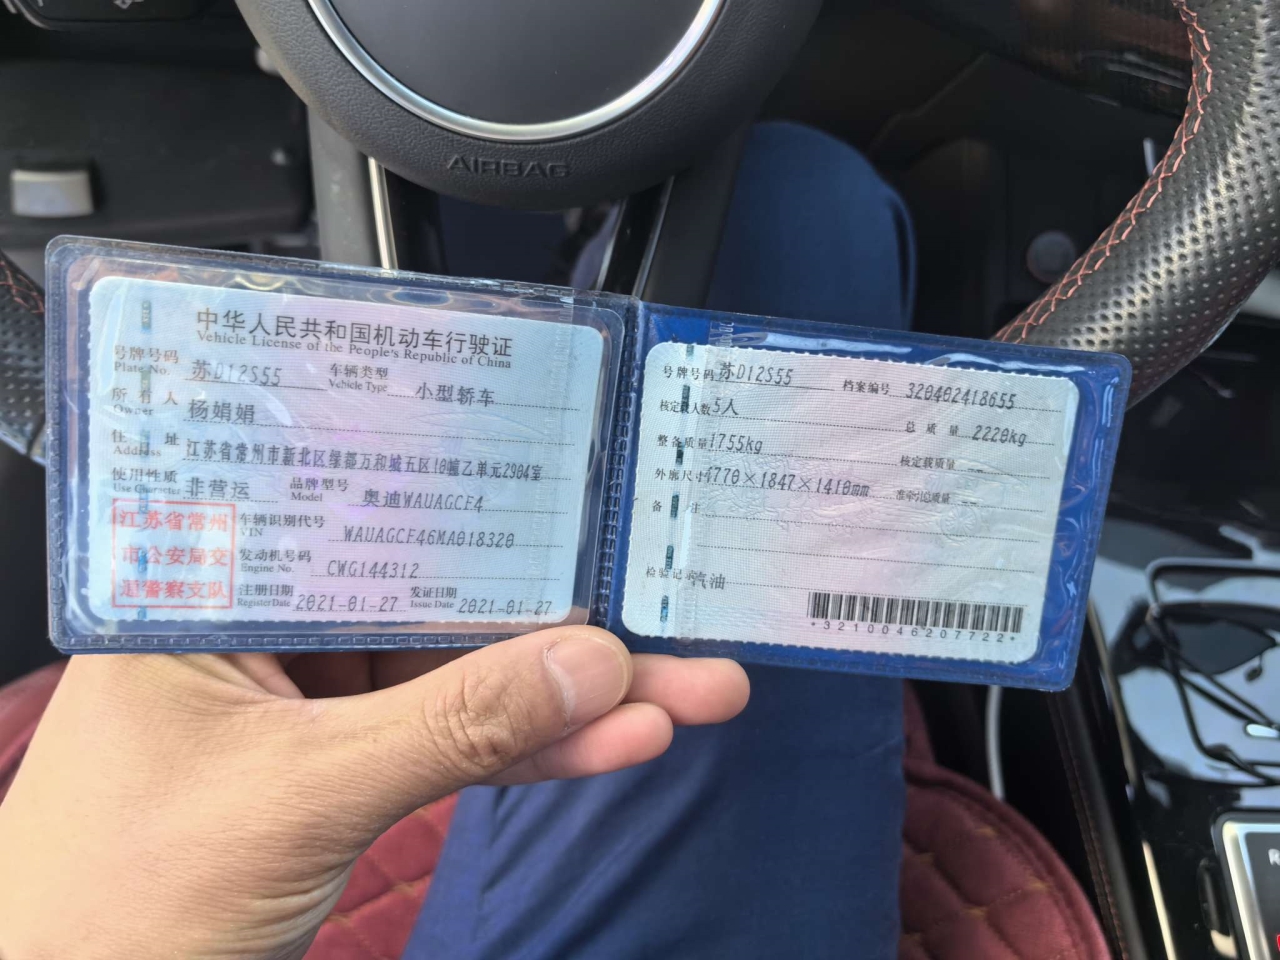 AIRBAG
中华人民共和国机动车行驶证
Vehicle License of the People's Republic of China
号牌号码 苏D12S55 车辆类型 小型轿车
Plate No. Vehicle Type
所有人 杨娟娟
Owner
住址 江苏省常州市新北区绿都万和城五区18幢乙单元2904室
Address
使用性质 非营运 品牌型号 奥迪WAUAGCF4
Use Character Model
江苏省常州
市公安局交
通警察支队
车辆识别代号 WAUAGCF46MA018320
VIN
发动机号码 CWG144312
Engine No.
注册日期 2021-01-27 发证日期 2021-01-27
Register Date Issue Date
号牌号码 苏D12S55 档案编号 320402418655
核定载人数 5人 总质量 2220kg
整备质量 1755kg 核定载质量 --
外廓尺寸 4770×1847×1410mm 准牵引总质量 --
备注
检验记录 汽油
*3210046207722*